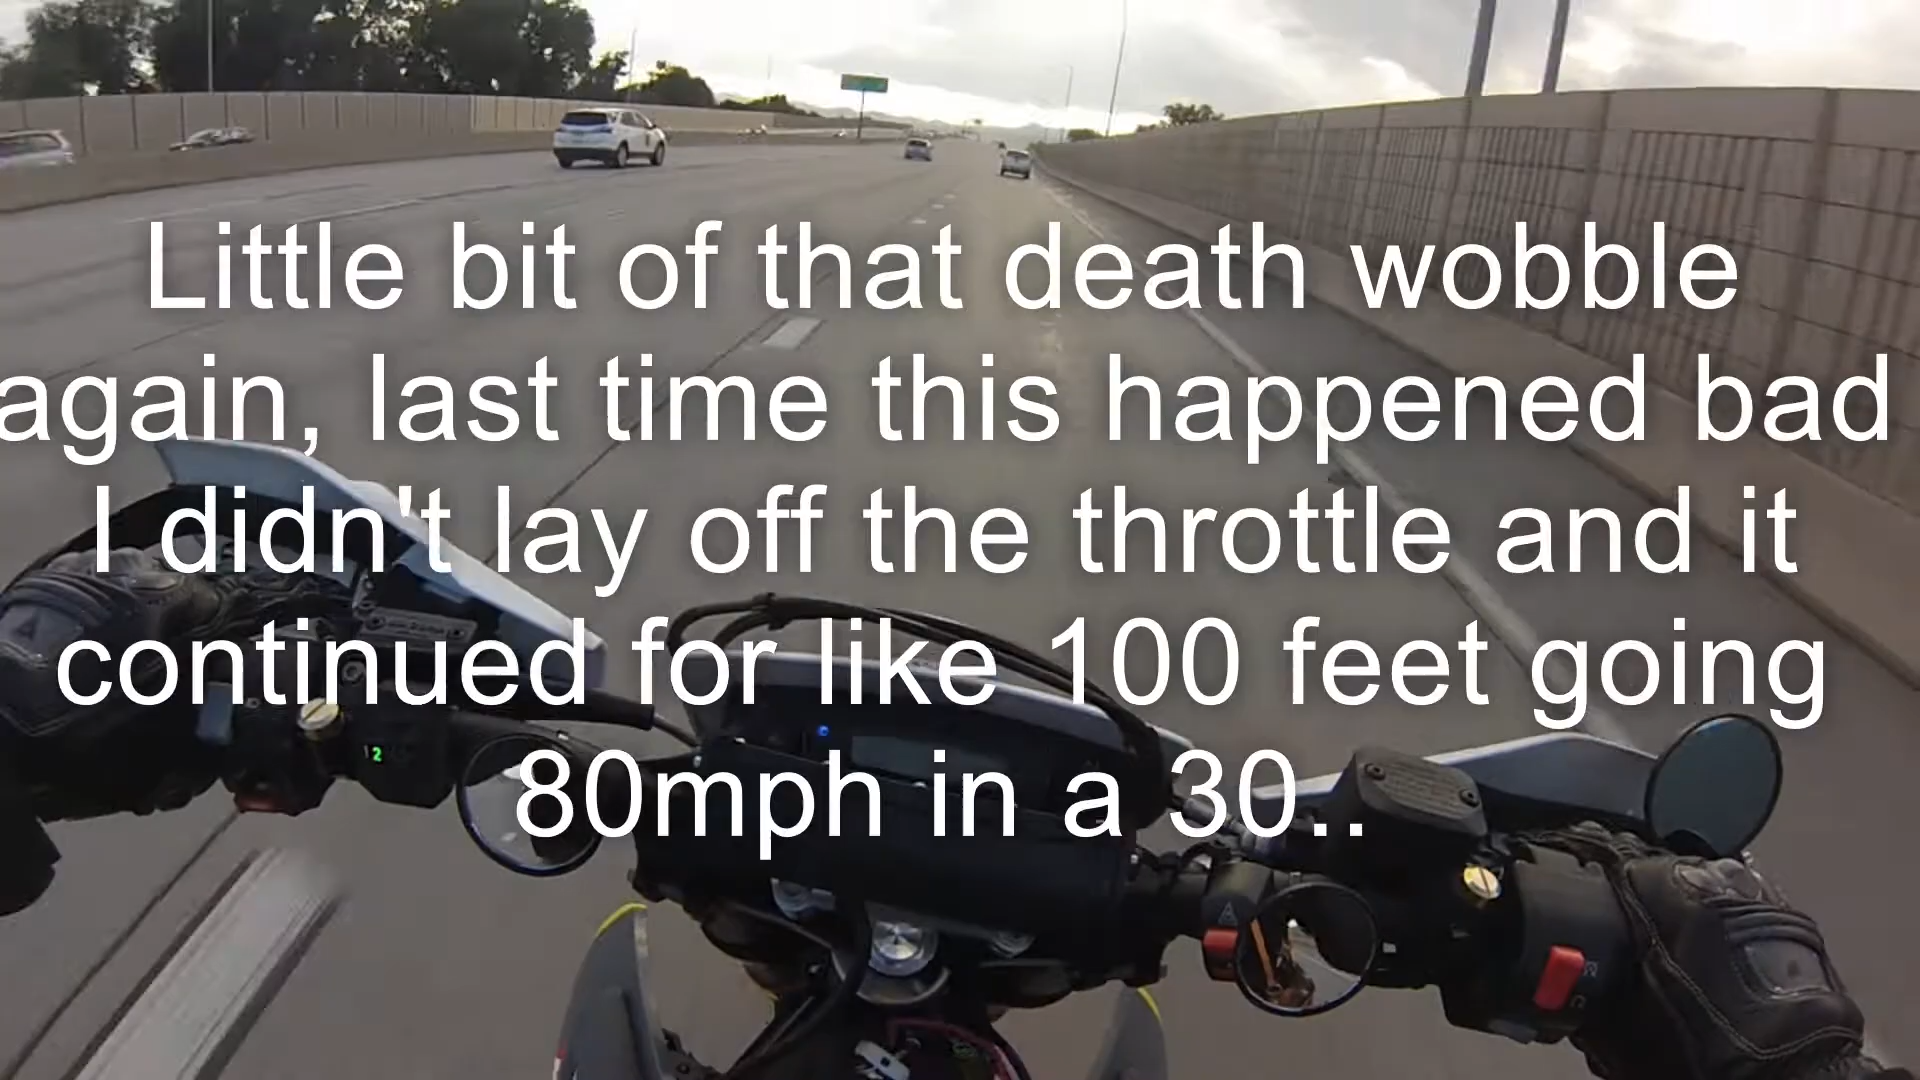 Little bit of that death wobble
again, last time this happened bad
I didn't lay off the throttle and it
continued for like 100 feet going
80mph in a 30..
12